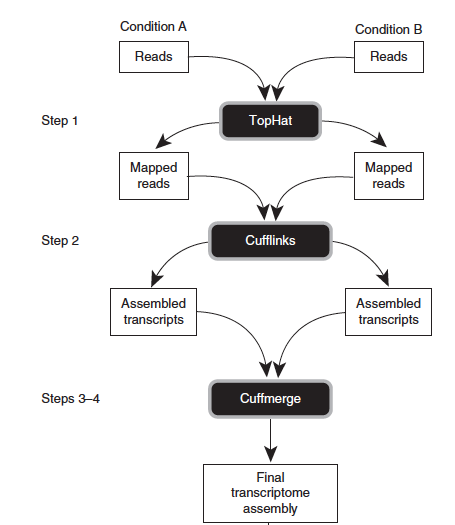 Condition A
Condition B
Reads
Reads
Step 1
TopHat
Mapped
reads
Mapped
reads
Step 2
Cufflinks
Assembled
transcripts
Assembled
transcripts
Steps 3–4
Cuffmerge
Final
transcriptome
assembly